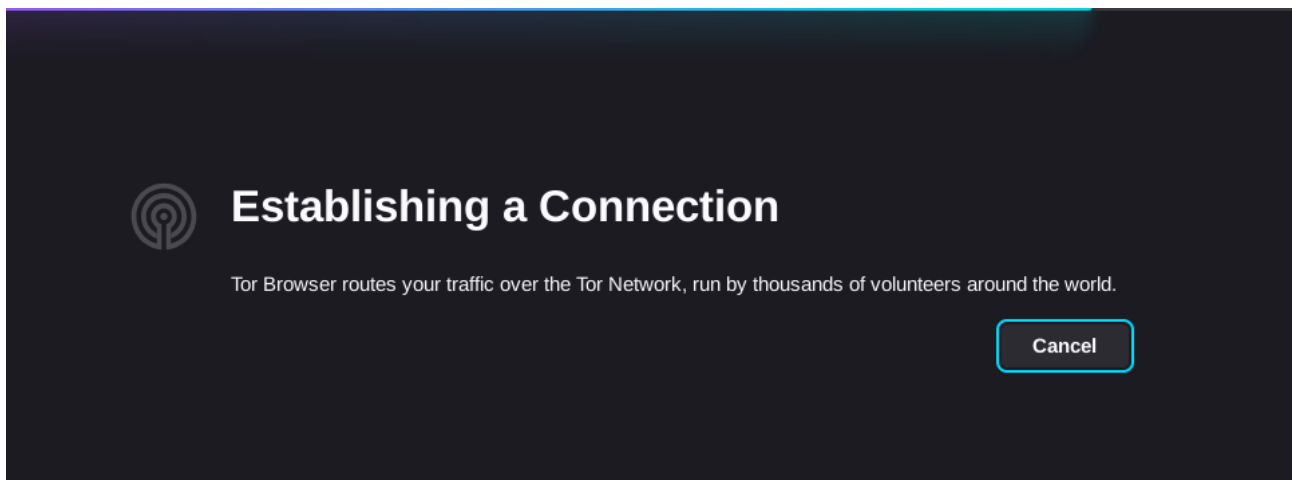 Establishing a Connection
Tor Browser routes your traffic over the Tor Network, run by thousands of volunteers around the world.
Cancel